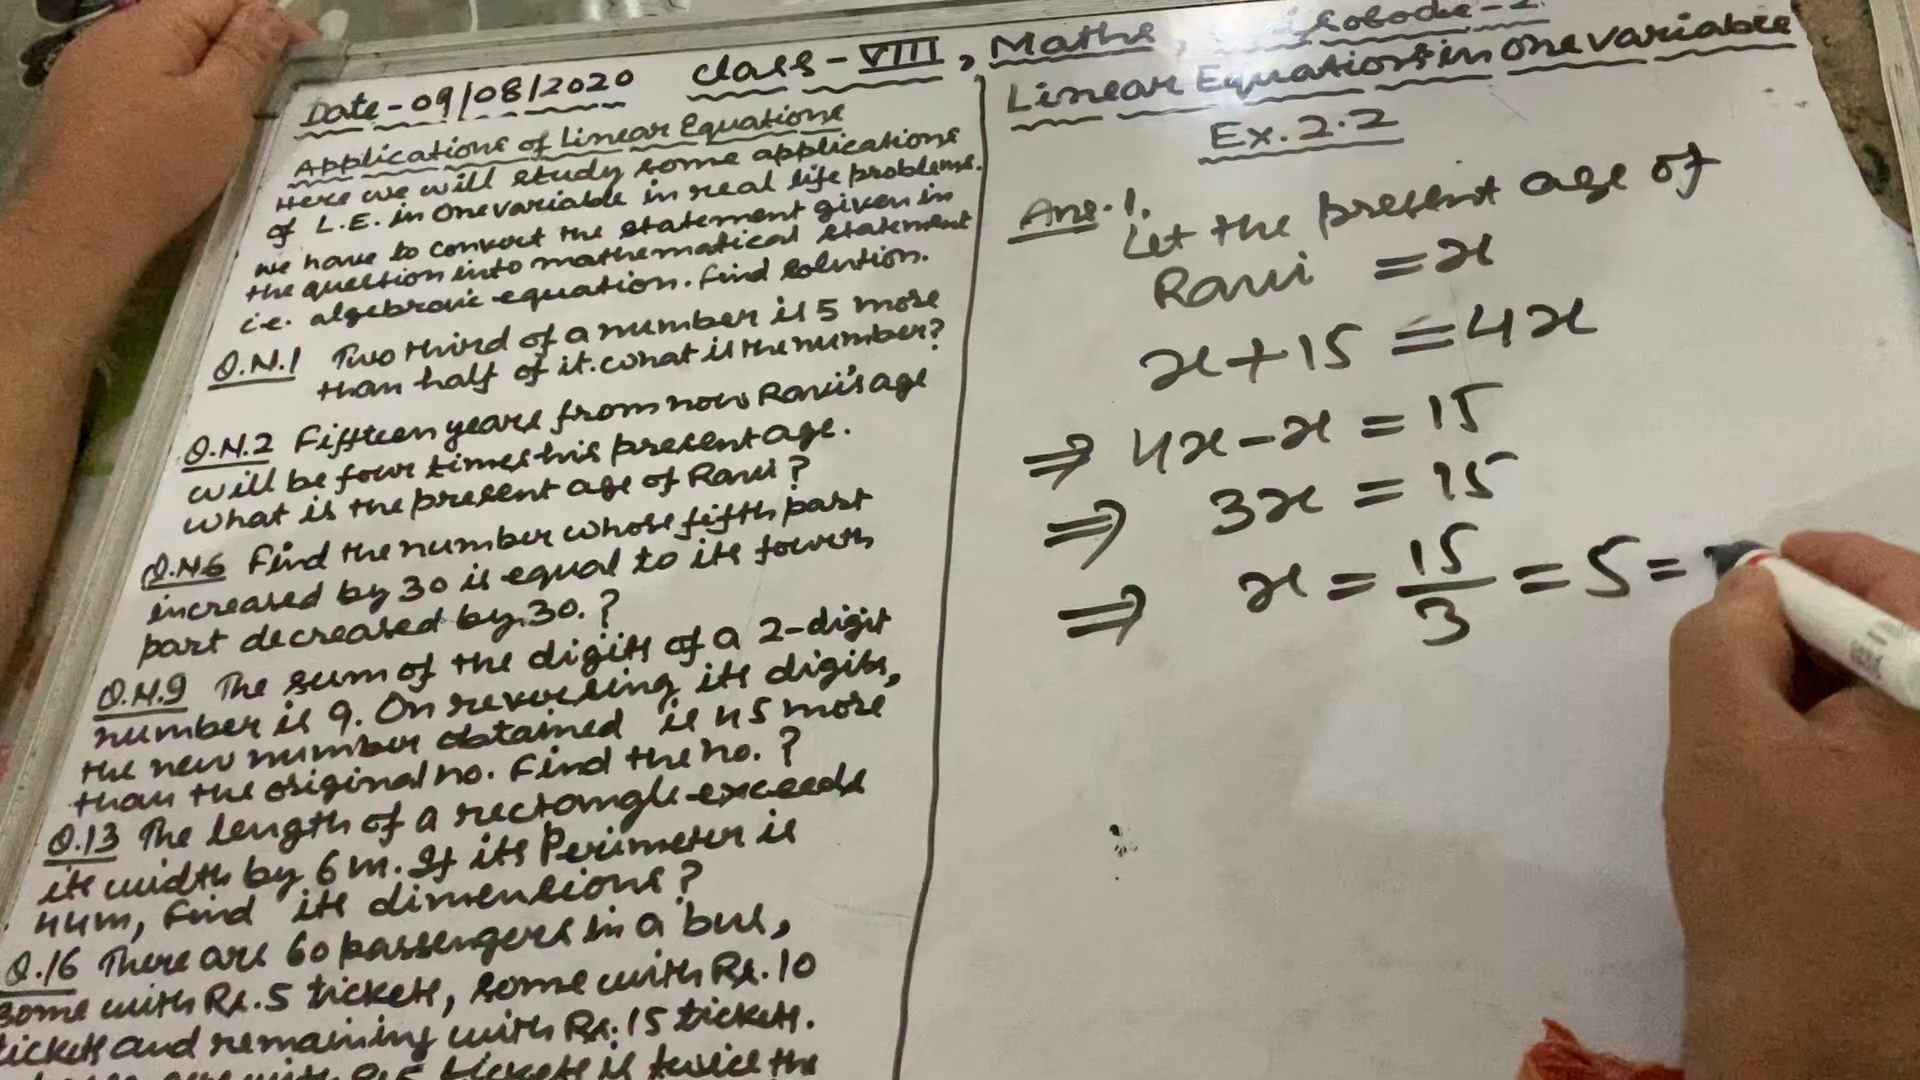 Date-09/08/2020 Class-VIII, Maths,
Applications of Linear Equations
Here we will study some applications
of L.E. in One variable in real life problems.
we have to convert the statement given in
the question into mathematical statement
i.e. algebraic equation. Find solution.
Q.N.1 Two third of a number is 5 more
than half of it. what is the number?
Q.N.2 Fifteen years from now Ravi's age
will be four times his present age.
what is the present age of Ravi?
Q.N.6 Find the number whose fifth part
increased by 30 is equal to its fourth
part decreased by 30.?
Q.N.9 The sum of the digits of a 2-digit
number is 9. On reversing its digits,
the new number obtained is 45 more
than the original no. Find the no.?
Q.13 The length of a rectangle exceeds
its width by 6m. If its Perimeter is
44m, Find its dimensions?
Q.16 There are 60 passengers in a bus,
some with Rs.5 tickets, some with Rs.10
tickets and remaining with Rs.15 tickets.
with Rs5 tickets is twice the
Linear Equations in One variable
Ex.2.2
Ans.1.
Let the present age of
Ravi = x
x+15 = 4x
⇒ 4x-x = 15
⇒ 3x = 15
⇒ x = 15/3 = 5 =